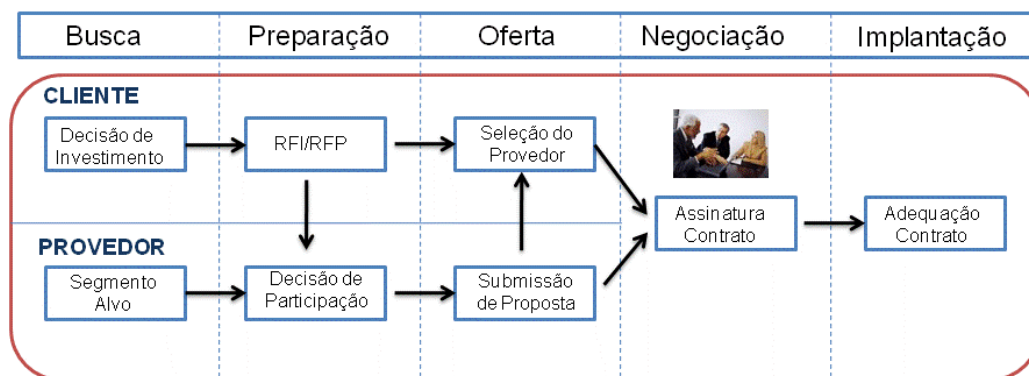 Busca
Preparação
Oferta
Negociação
Implantação
CLIENTE
Decisão de
Investimento
RFI/RFP
Seleção do
Provedor
Assinatura
Contrato
Adequação
Contrato
PROVEDOR
Segmento
Alvo
Decisão de
Participação
Submissão
de Proposta